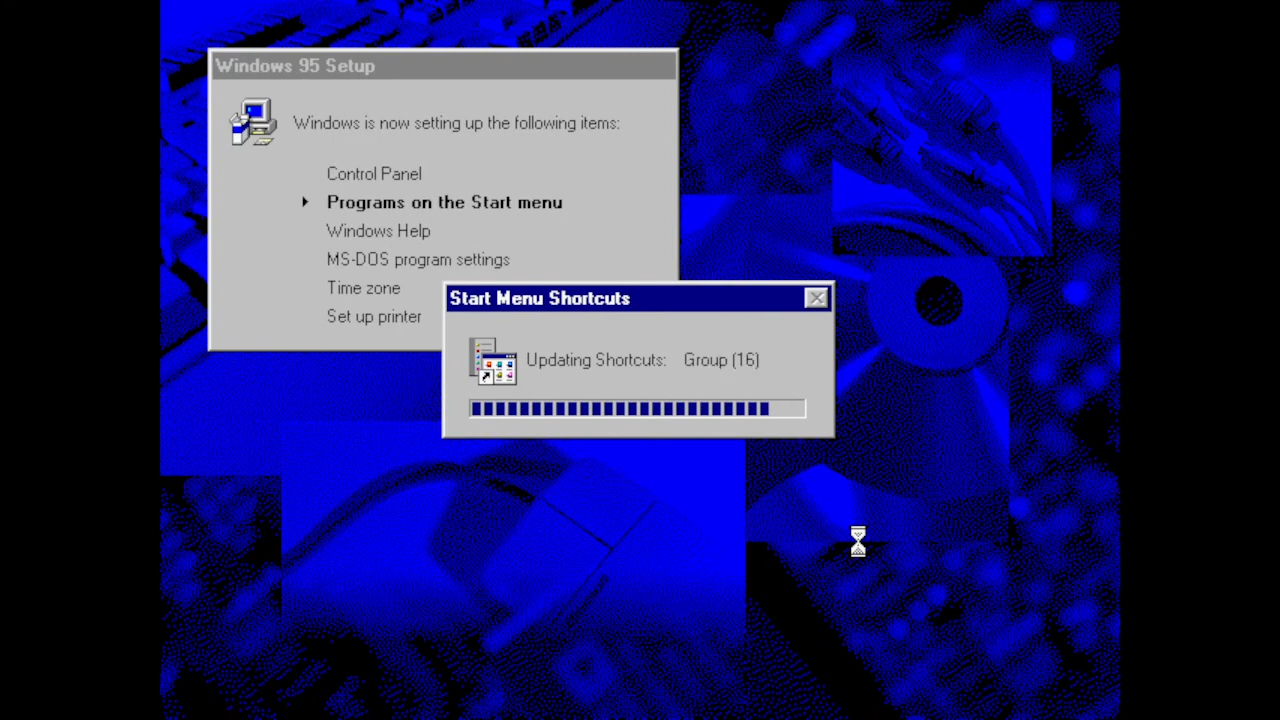 Windows 95 Setup
Windows is now setting up the following items:
Control Panel
Programs on the Start menu
Windows Help
MS-DOS program settings
Time zone
Set up printer
Start Menu Shortcuts
Updating Shortcuts: Group (16)